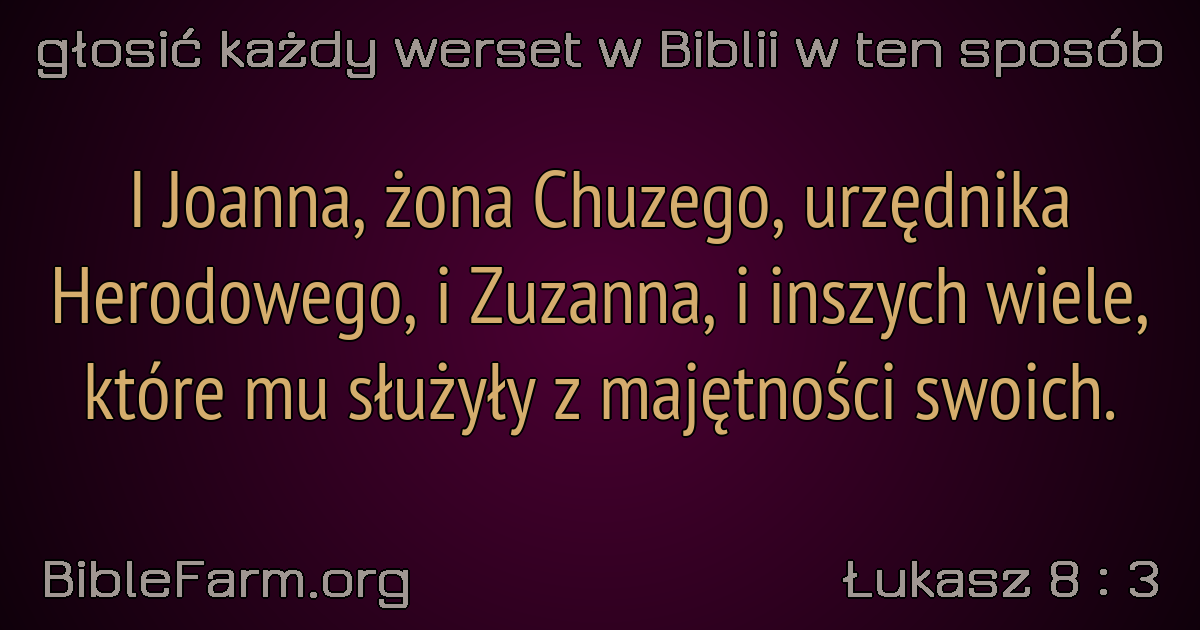 głosić każdy werset w Biblii w ten sposób
I Joanna, żona Chuzego, urzędnika
Herodowego, i Zuzanna, i inszych wiele,
które mu służyły z majętności swoich.
BibleFarm.org
Łukasz 8 : 3